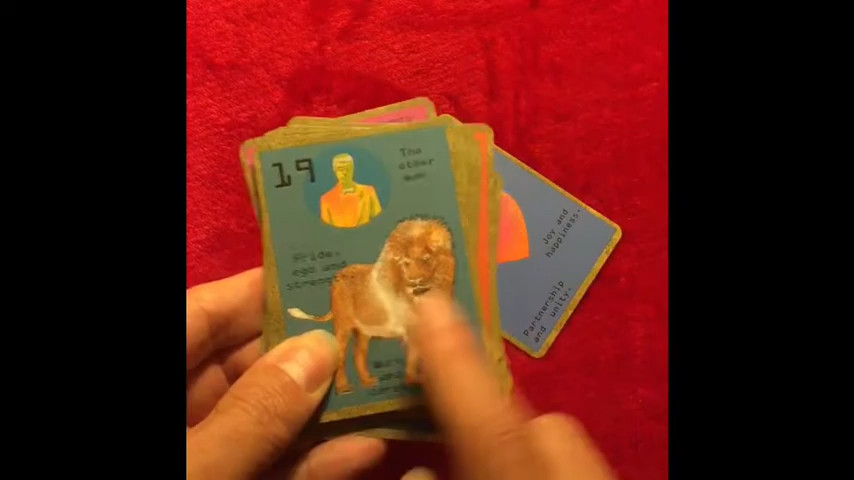 19
The
other
man
Pride,
ego and
strength.
Joy and
happiness.
Partnership
and unity.